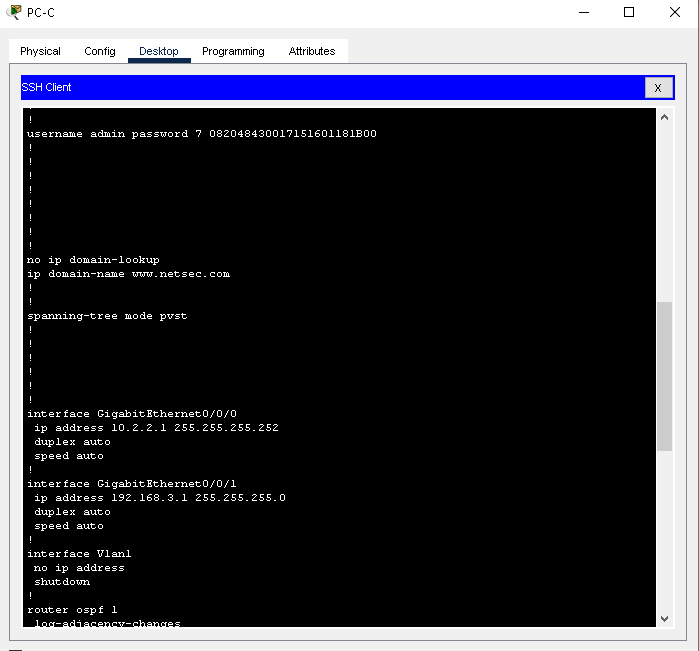 PC-C
Physical Config Desktop Programming Attributes
SSH Client X
!
username admin password 7 082048430017151601181B00
!
!
!
!
!
!
!
!
no ip domain-lookup
ip domain-name www.netsec.com
!
!
spanning-tree mode pvst
!
!
!
!
!
!
interface GigabitEthernet0/0/0
ip address 10.2.2.1 255.255.255.252
duplex auto
speed auto
!
interface GigabitEthernet0/0/1
ip address 192.168.3.1 255.255.255.0
duplex auto
speed auto
!
interface Vlan1
no ip address
shutdown
!
router ospf 1
log-adjacency-changes